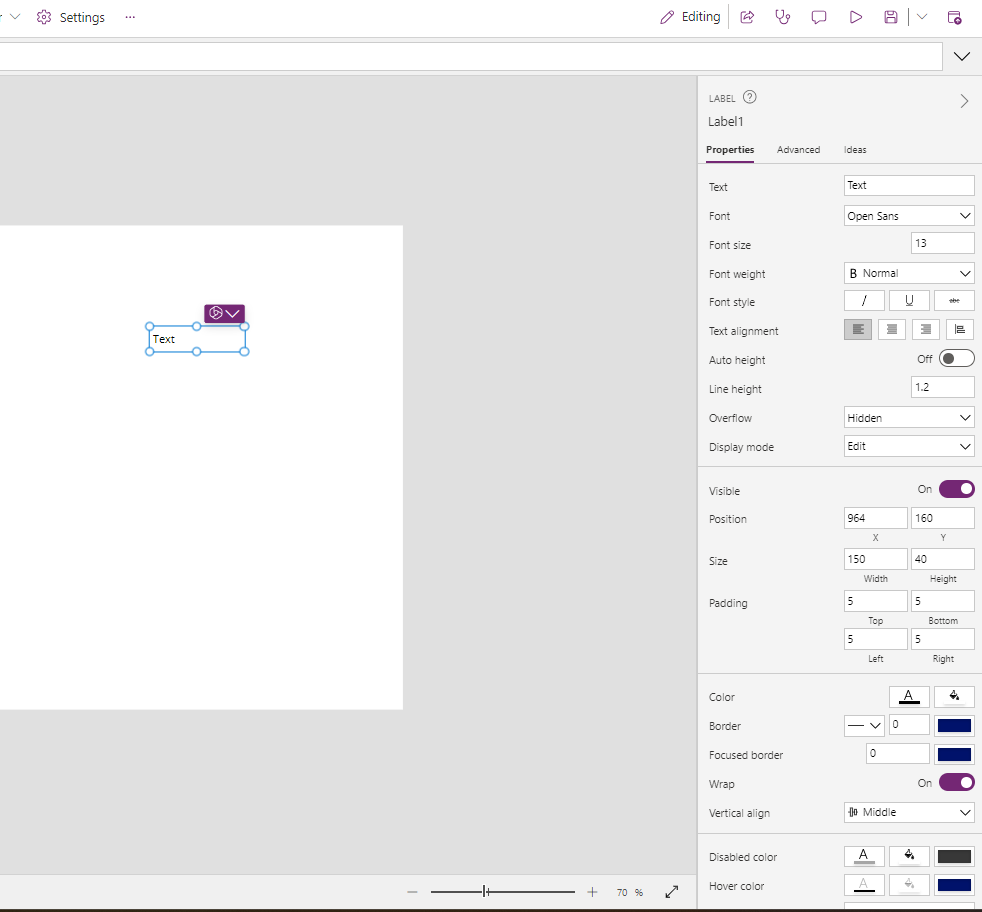 Settings
...
Editing
LABEL ?
Label1
Properties Advanced Ideas
Text Text
Font Open Sans
Font size 13
Font weight B Normal
Font style / U abc
Text alignment
Auto height Off
Line height 1.2
Overflow Hidden
Display mode Edit
Visible On
Position 964 160
X Y
Size 150 40
Width Height
Padding 5 5
Top Bottom
5 5
Left Right
Color A
Border 0
Focused border 0
Wrap On
Vertical align Middle
Disabled color A
Hover color A
Text
70 %